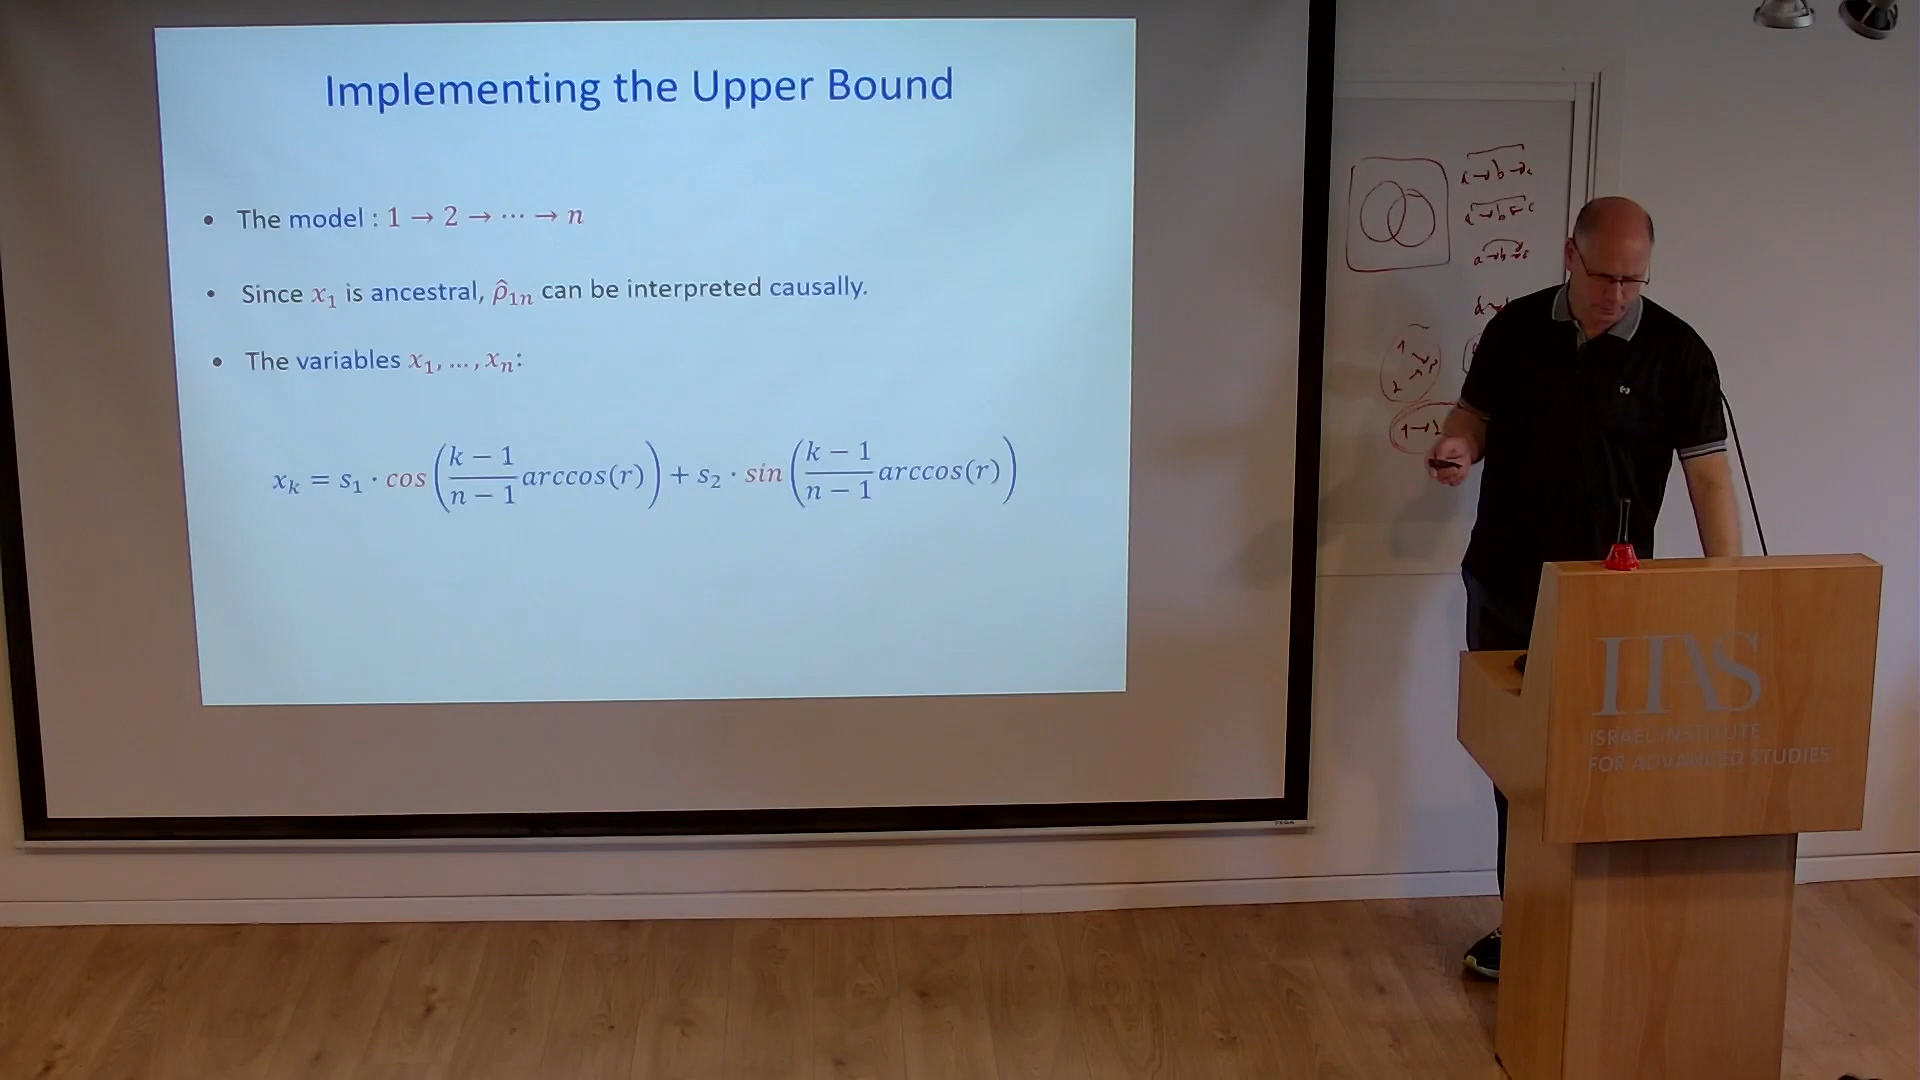 Implementing the Upper Bound
• The model : 1 → 2 → ⋯ → n
• Since x₁ is ancestral, ρ̂₁ₙ can be interpreted causally.
• The variables x₁, … , xₙ:
xₖ = s₁ · cos((k − 1)/(n − 1) arccos(r)) + s₂ · sin((k − 1)/(n − 1) arccos(r))
a → b → c
IIAS
ISRAEL INSTITUTE
FOR ADVANCED STUDIES